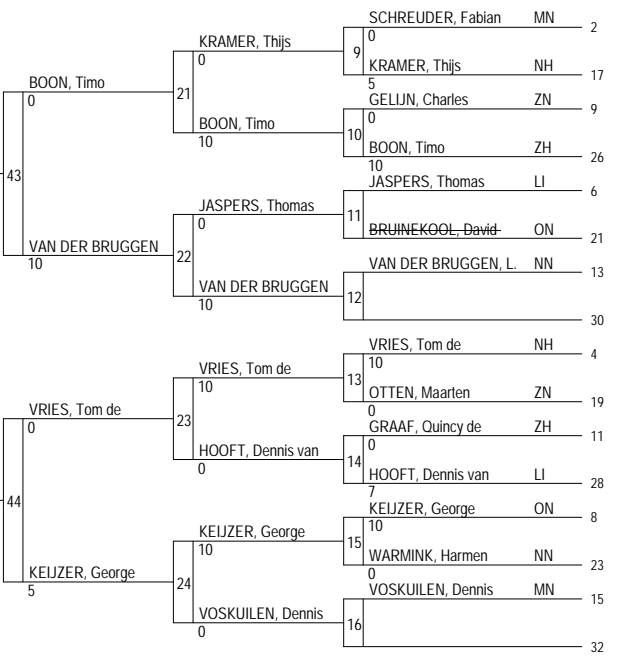 SCHREUDER, Fabian MN 2
KRAMER, Thijs 0
0 9
KRAMER, Thijs NH 17
BOON, Timo 5
0 21 GELIJN, Charles ZN 9
0
BOON, Timo 10
10 BOON, Timo ZH 26
10
43 JASPERS, Thomas LI 6
JASPERS, Thomas
0 11
BRUINEKOOL, David ON 21
VAN DER BRUGGEN
10 22 VAN DER BRUGGEN, L. NN 13
VAN DER BRUGGEN
10 12
30
VRIES, Tom de NH 4
VRIES, Tom de 10
10 13
OTTEN, Maarten ZN 19
VRIES, Tom de 0
0 23 GRAAF, Quincy de ZH 11
0
HOOFT, Dennis van
0 14
HOOFT, Dennis van LI 28
7
44 KEIJZER, George ON 8
10
KEIJZER, George
10 15
WARMINK, Harmen NN 23
KEIJZER, George 0
5 24 VOSKUILEN, Dennis MN 15
VOSKUILEN, Dennis
0 16
32